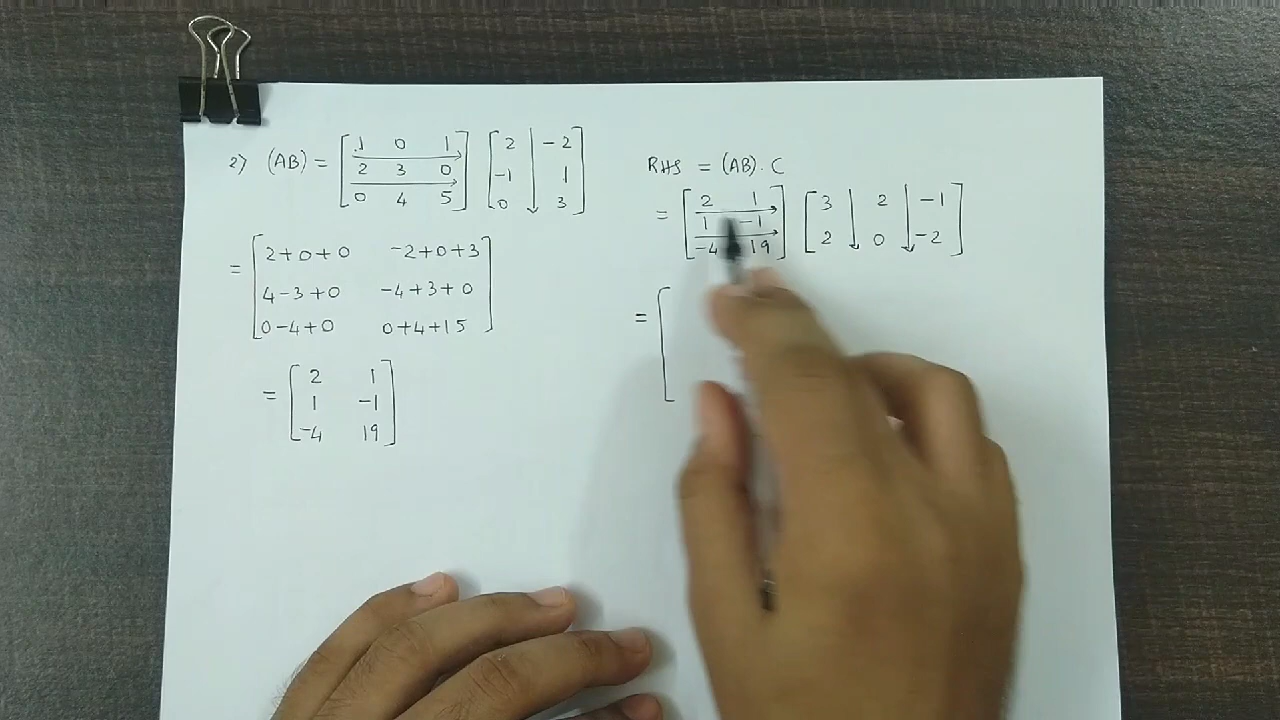 2) (AB) = [1 0 1 [2 -2
2 3 0 -1 1
0 4 5] 0 3]
= [2+0+0 -2+0+3
4-3+0 -4+3+0
0-4+0 0+4+15]
= [2 1
1 -1
-4 19]
RHS = (AB).C
= [2 1 [3 2 -1
1 -1 2 0 -2]
-4 19]
= [